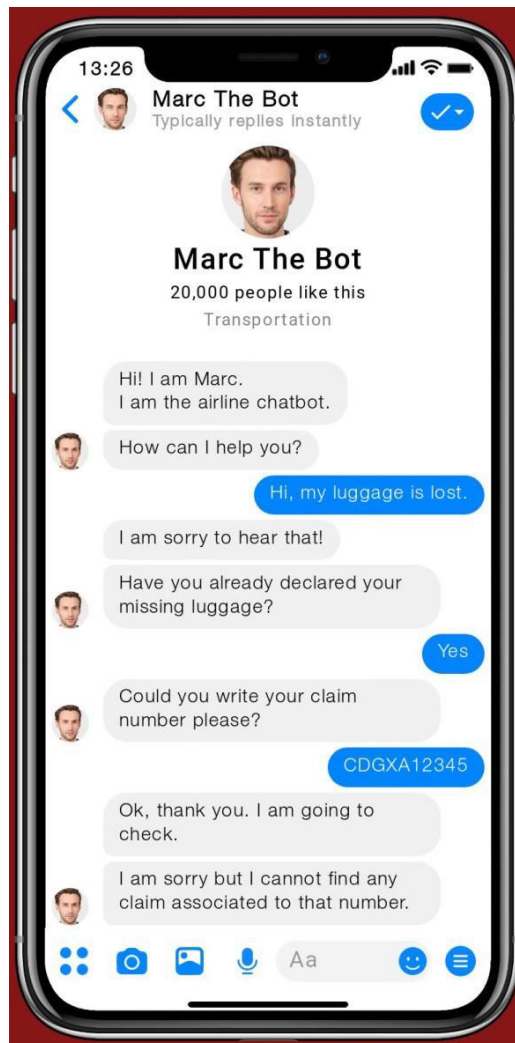 13:26
Marc The Bot
Typically replies instantly
Marc The Bot
20,000 people like this
Transportation
Hi! I am Marc.
I am the airline chatbot.
How can I help you?
Hi, my luggage is lost.
I am sorry to hear that!
Have you already declared your
missing luggage?
Yes
Could you write your claim
number please?
CDGXA12345
Ok, thank you. I am going to
check.
I am sorry but I cannot find any
claim associated to that number.
Aa